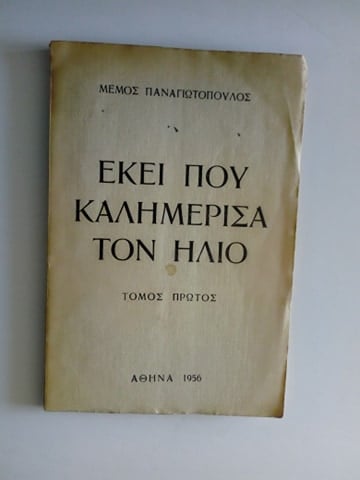 ΜΕΜΟΣ ΠΑΝΑΓΙΩΤΟΠΟΥΛΟΣ
ΕΚΕΙ ΠΟΥ
ΚΑΛΗΜΕΡΙΣΑ
ΤΟΝ ΗΛΙΟ
ΤΟΜΟΣ ΠΡΩΤΟΣ
ΑΘΗΝΑ 1956